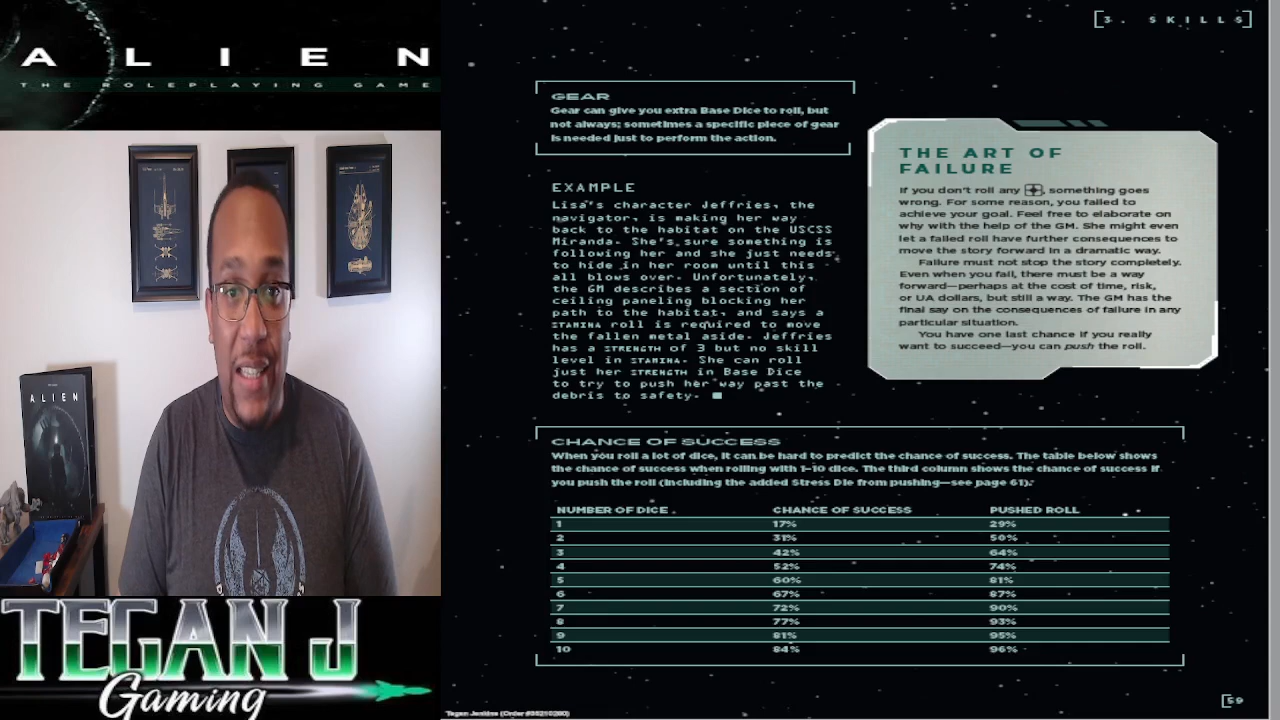 ALIEN
THE ROLEPLAYING GAME
ALIEN
TEGAN J
Gaming
[3. SKILLS]
GEAR
Gear can give you extra Base Dice to roll, but
not always; sometimes a specific piece of gear
is needed just to perform the action.
EXAMPLE
Lisa's character Jeffries, the
navigator, is making her way
back to the habitat on the USCSS
Miranda. She's sure something is
following her and she just needs
to hide in her room until this
all blows over. Unfortunately,
the GM describes a section of
ceiling paneling blocking her
path to the habitat, and says a
STAMINA roll is required to move
the fallen metal aside. Jeffries
has a STRENGTH of 3 but no skill
level in STAMINA. She can roll
just her STRENGTH in Base Dice
to try to push her way past the
debris to safety.
THE ART OF
FAILURE
If you don't roll any , something goes
wrong. For some reason, you failed to
achieve your goal. Feel free to elaborate on
why with the help of the GM. She might even
let a failed roll have further consequences to
move the story forward in a dramatic way.
Failure must not stop the story completely.
Even when you fail, there must be a way
forward—perhaps at the cost of time, risk,
or UA dollars, but still a way. The GM has the
final say on the consequences of failure in any
particular situation.
You have one last chance if you really
want to succeed—you can push the roll.
CHANCE OF SUCCESS
When you roll a lot of dice, it can be hard to predict the chance of success. The table below shows
the chance of success when rolling with 1–10 dice. The third column shows the chance of success if
you push the roll (including the added Stress Die from pushing—see page 61).
NUMBER OF DICE CHANCE OF SUCCESS PUSHED ROLL
1 17% 29%
2 31% 50%
3 42% 64%
4 52% 74%
5 60% 81%
6 67% 87%
7 72% 90%
8 77% 93%
9 81% 95%
10 84% 96%
[59